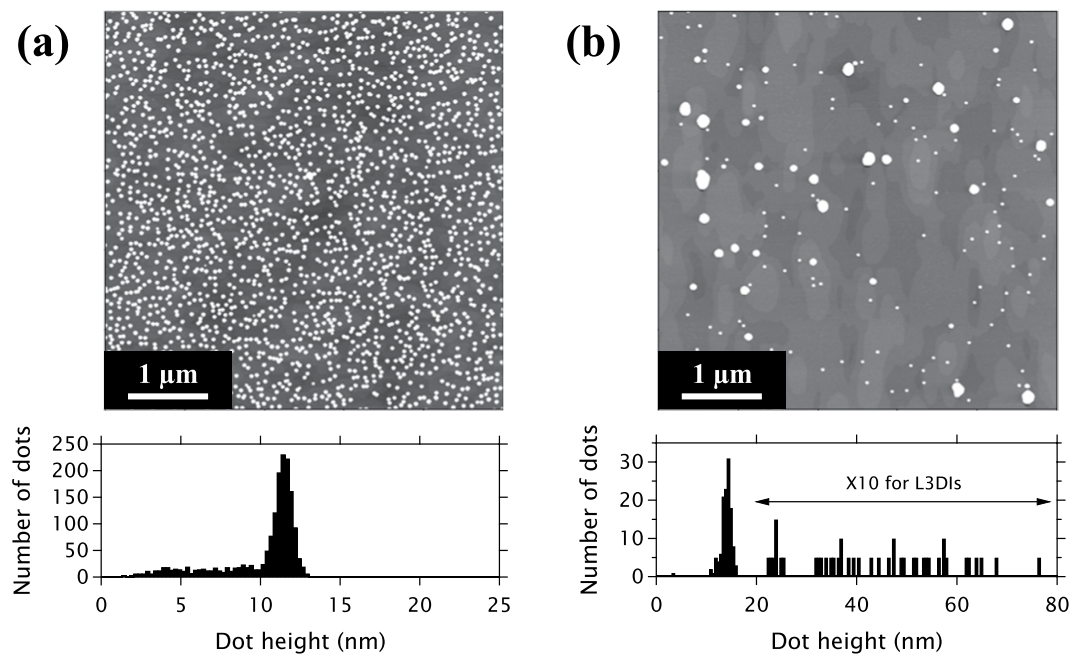 (a)
1 µm
Number of dots
250
200
150
100
50
0
0 5 10 15 20 25
Dot height (nm)
(b)
1 µm
Number of dots
30
20
10
0
X10 for L3DIs
0 20 40 60 80
Dot height (nm)